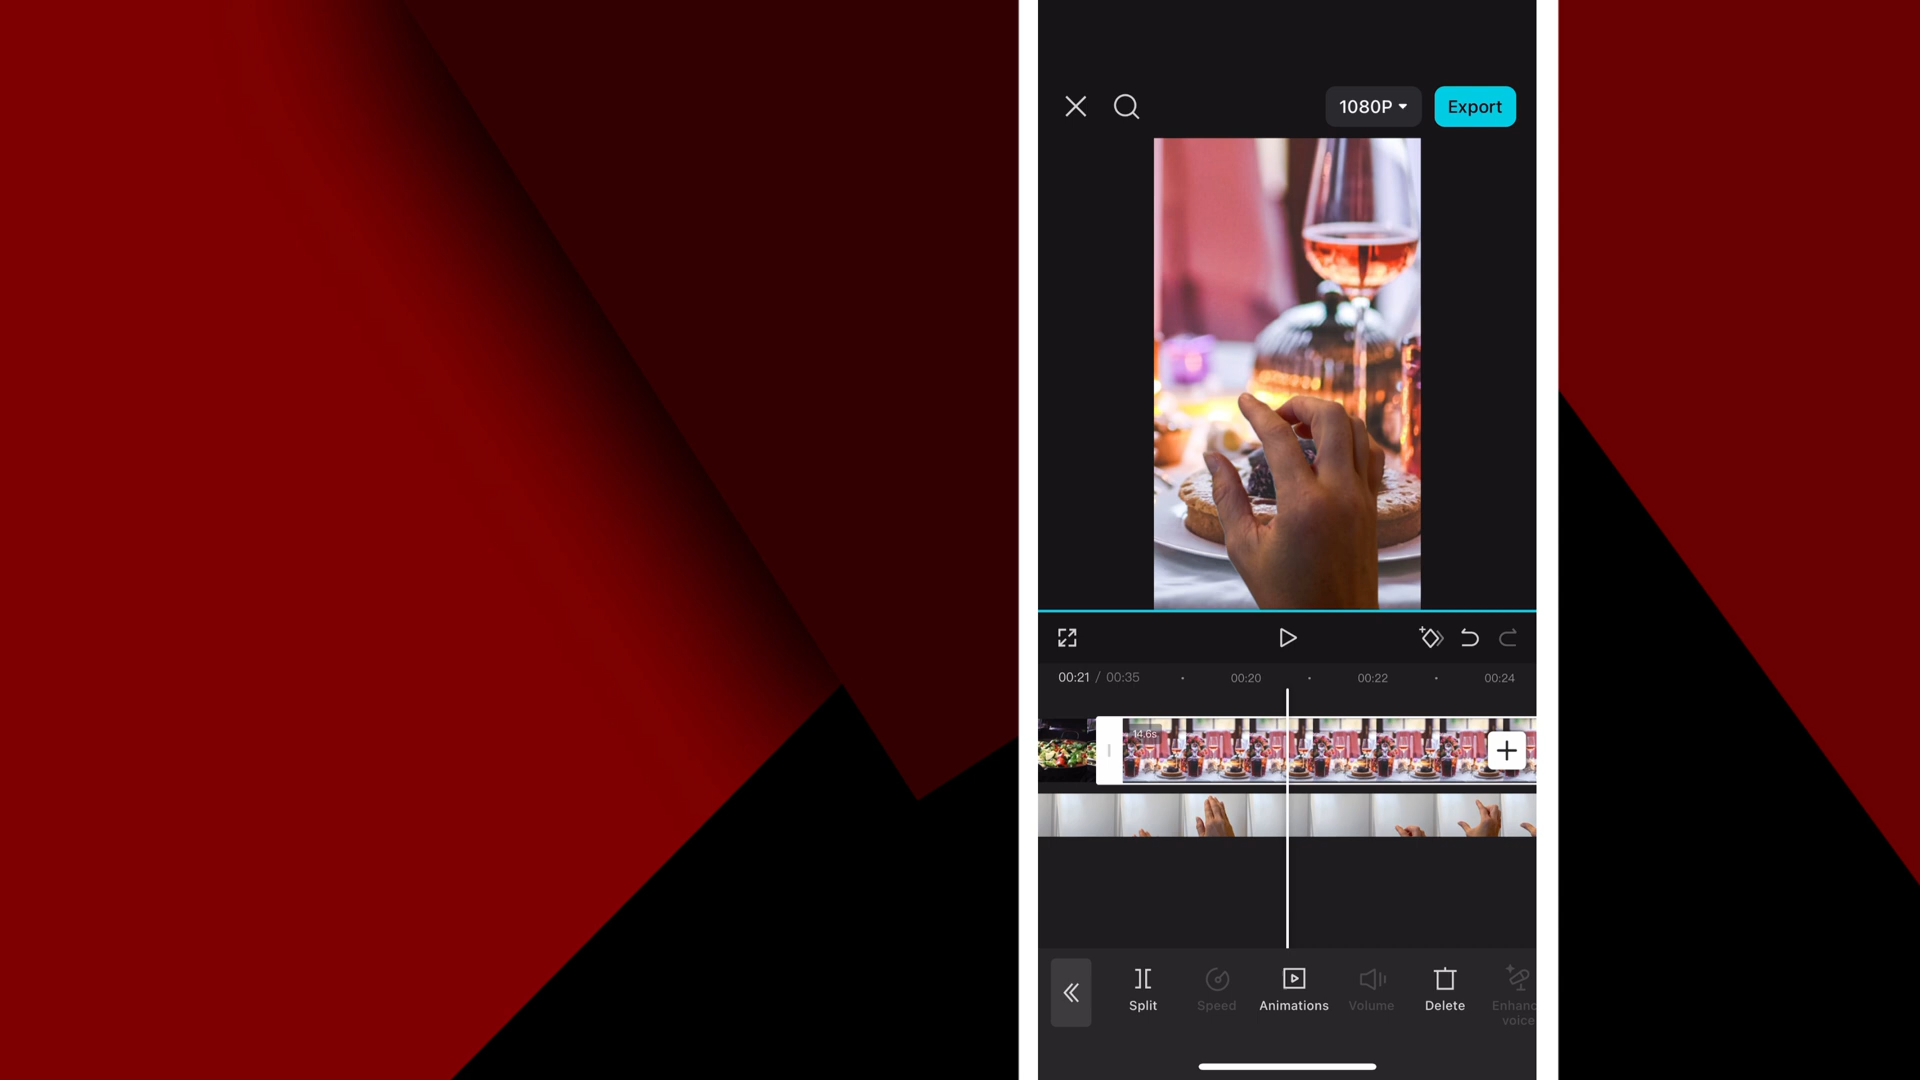 1080P
Export
00:21 / 00:35
00:20
00:22
00:24
14.6s
Split
Speed
Animations
Volume
Delete
Enhanc
voice